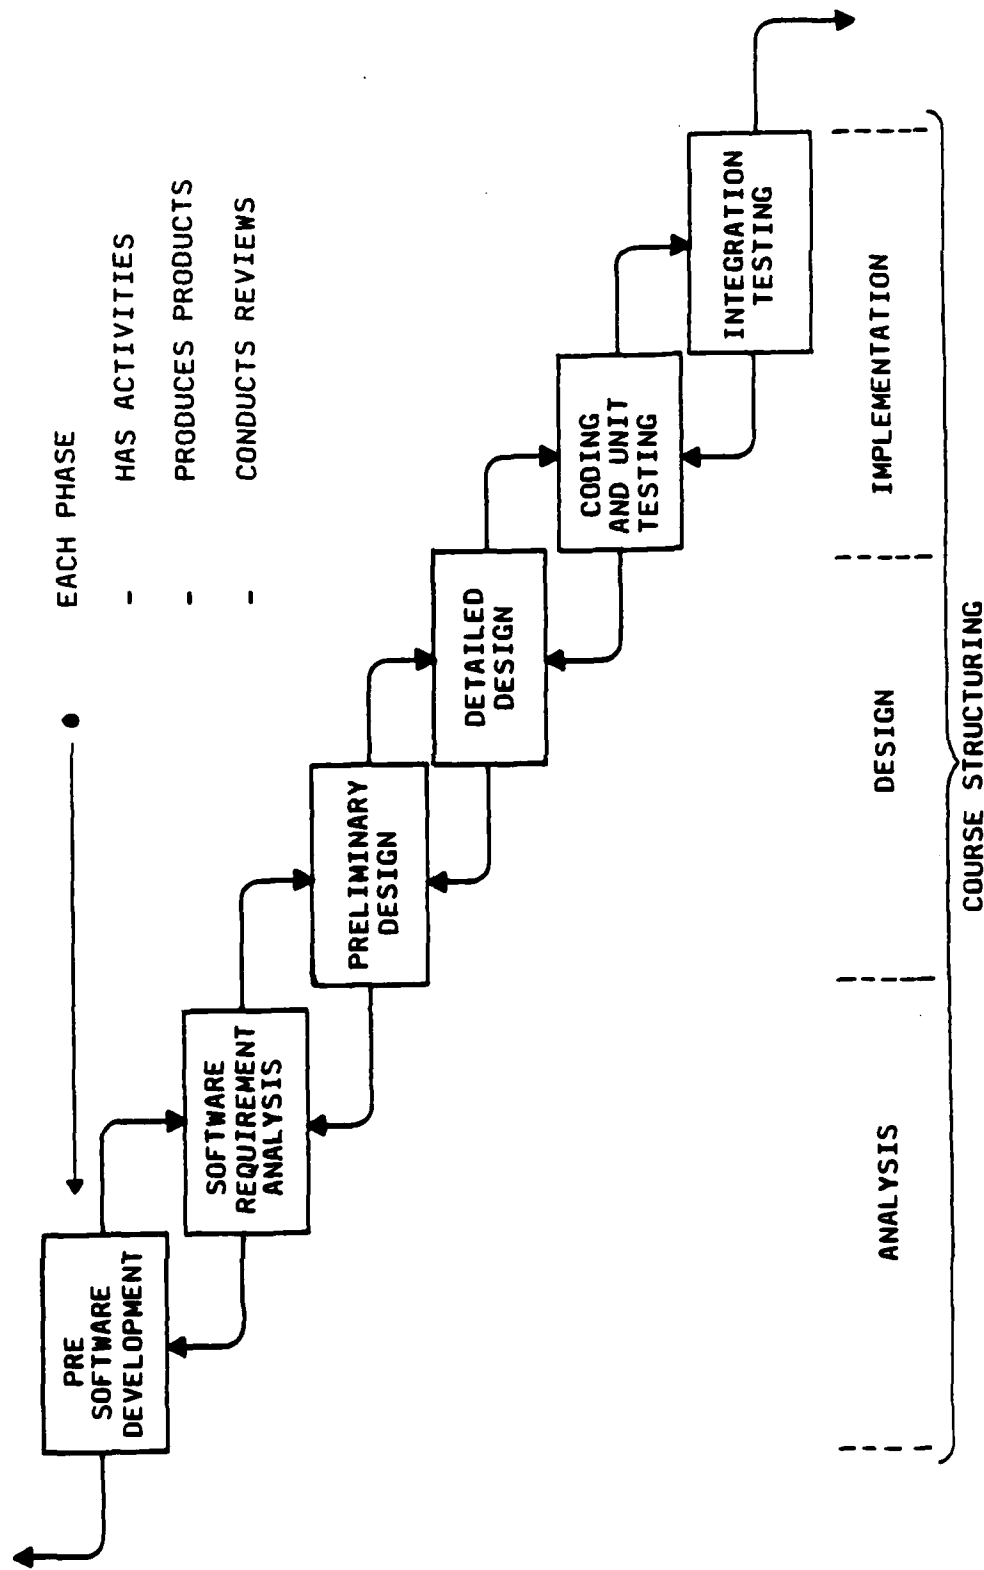 EACH PHASE
- HAS ACTIVITIES
- PRODUCES PRODUCTS
- CONDUCTS REVIEWS
PRE
SOFTWARE
DEVELOPMENT
SOFTWARE
REQUIREMENT
ANALYSIS
PRELIMINARY
DESIGN
DETAILED
DESIGN
CODING
AND UNIT
TESTING
INTEGRATION
TESTING
ANALYSIS
DESIGN
IMPLEMENTATION
COURSE STRUCTURING